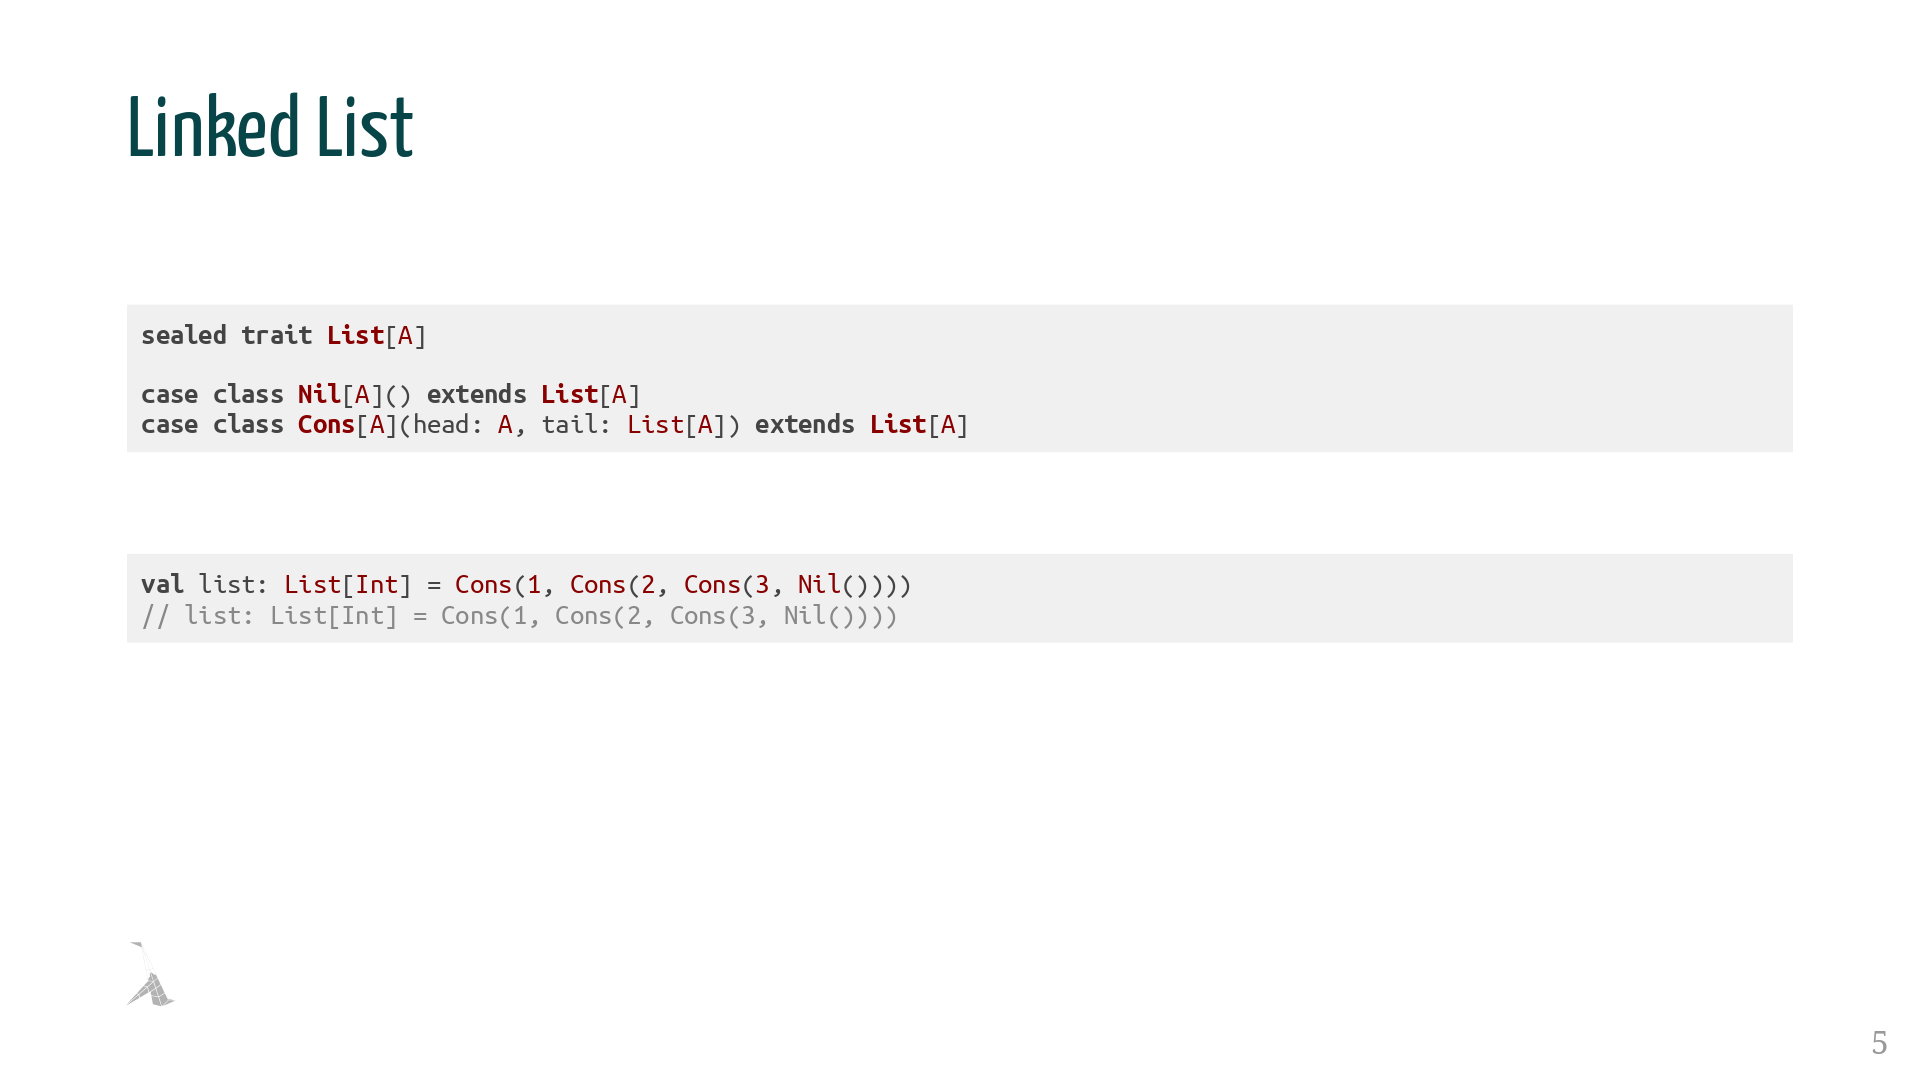 Linked List
sealed trait List[A]
case class Nil[A]() extends List[A]
case class Cons[A](head: A, tail: List[A]) extends List[A]
val list: List[Int] = Cons(1, Cons(2, Cons(3, Nil())))
// list: List[Int] = Cons(1, Cons(2, Cons(3, Nil())))
5